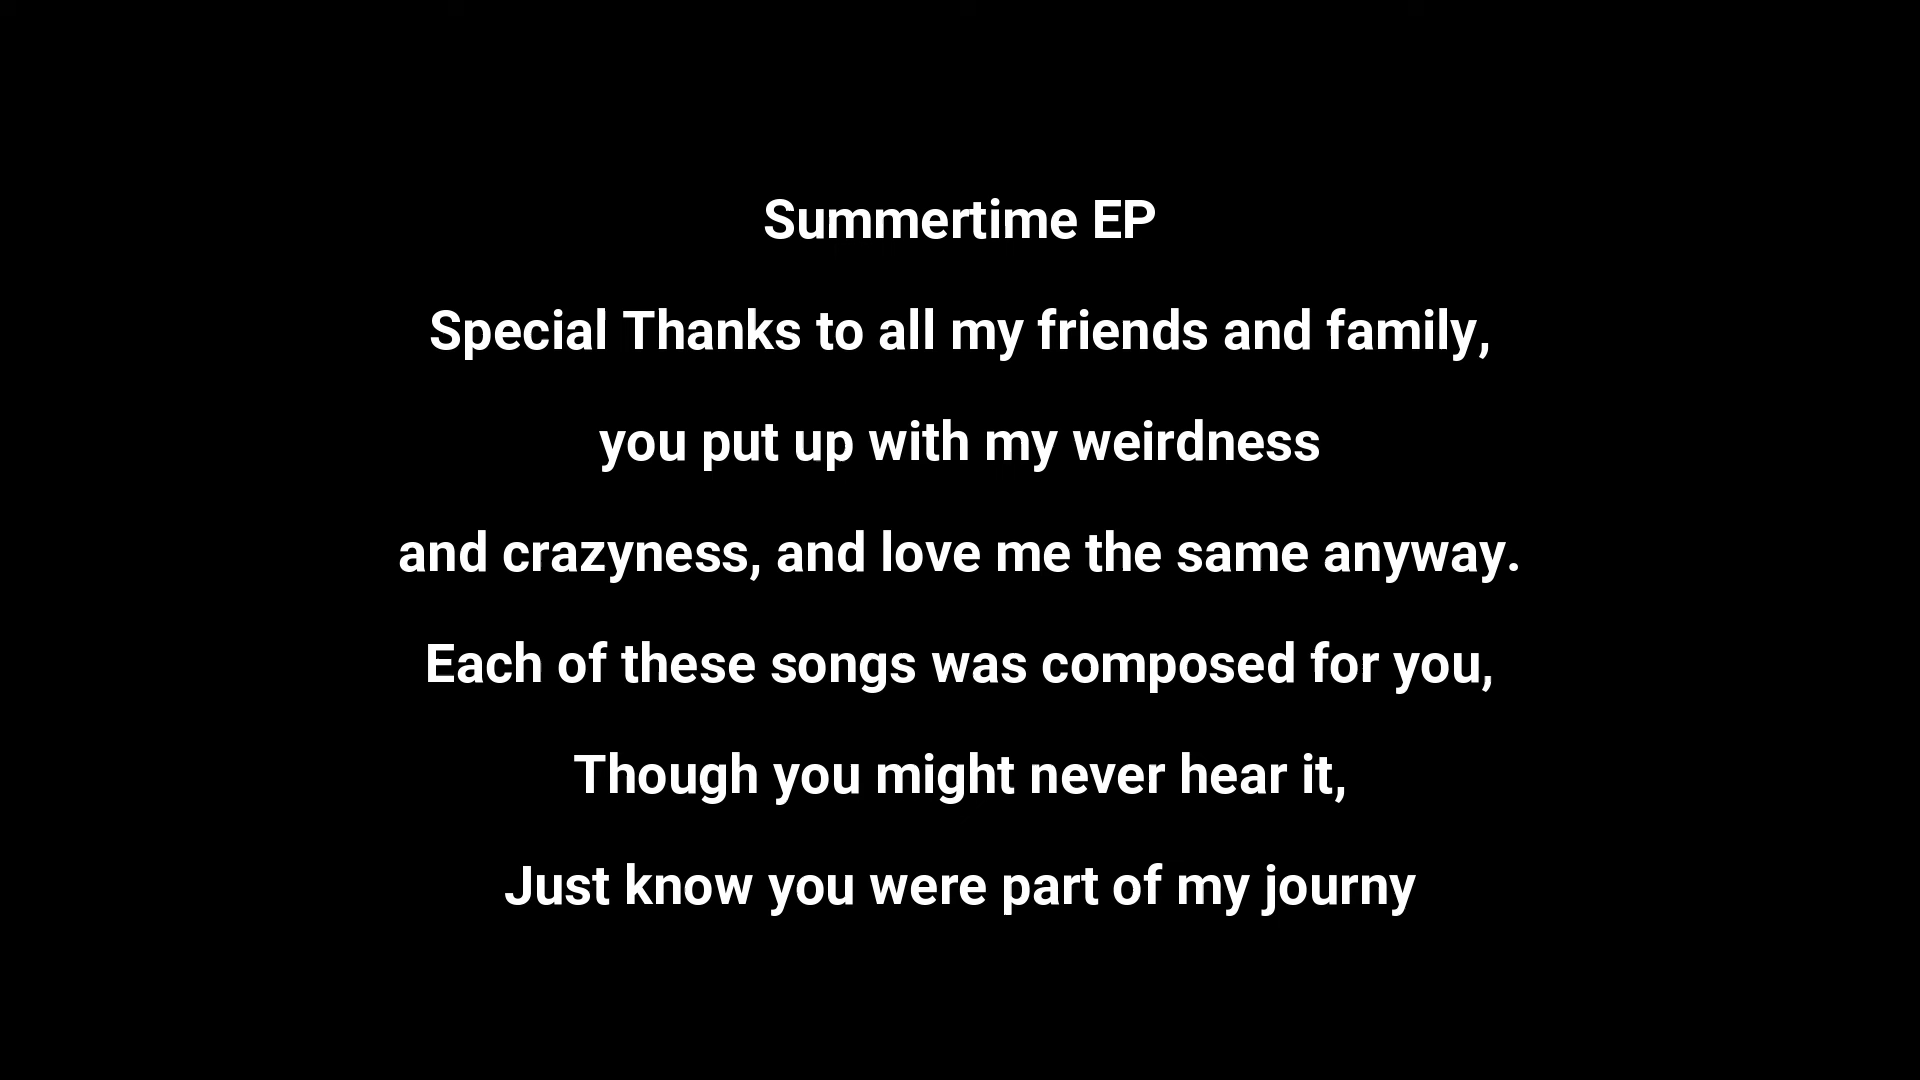 Summertime EP
Special Thanks to all my friends and family,
you put up with my weirdness
and crazyness, and love me the same anyway.
Each of these songs was composed for you,
Though you might never hear it,
Just know you were part of my journy